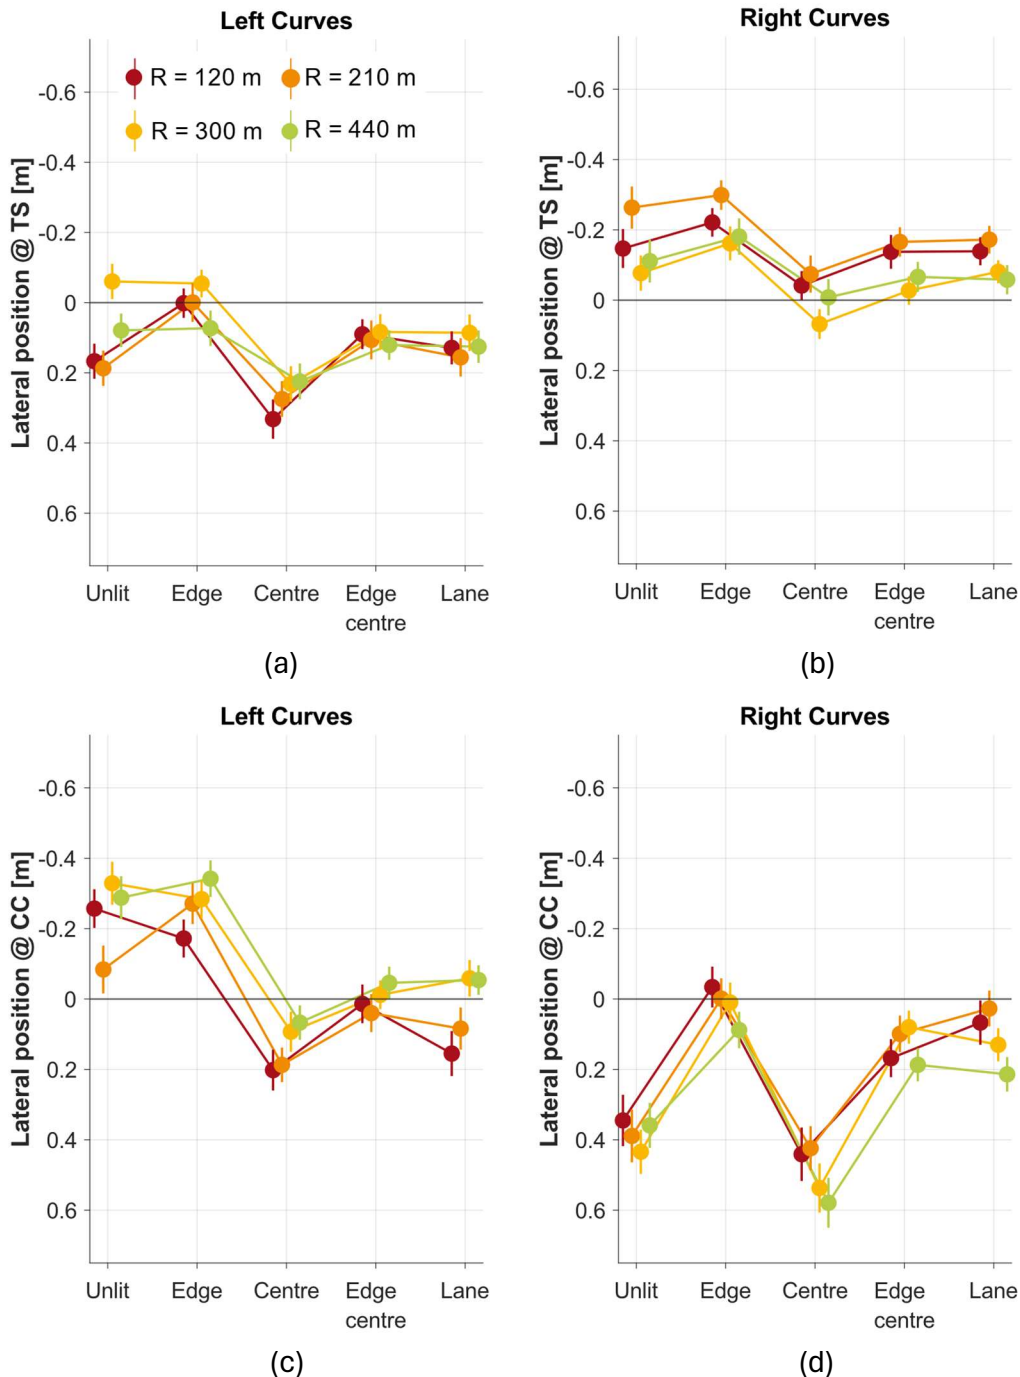 Left Curves
Lateral position @ TS [m]
R = 120 m
R = 210 m
R = 300 m
R = 440 m
-0.6
-0.4
-0.2
0
0.2
0.4
0.6
Unlit
Edge
Centre
Edge
centre
Lane
(a)
Right Curves
Lateral position @ TS [m]
-0.6
-0.4
-0.2
0
0.2
0.4
0.6
Unlit
Edge
Centre
Edge
centre
Lane
(b)
Left Curves
Lateral position @ CC [m]
-0.6
-0.4
-0.2
0
0.2
0.4
0.6
Unlit
Edge
Centre
Edge
centre
Lane
(c)
Right Curves
Lateral position @ CC [m]
-0.6
-0.4
-0.2
0
0.2
0.4
0.6
Unlit
Edge
Centre
Edge
centre
Lane
(d)